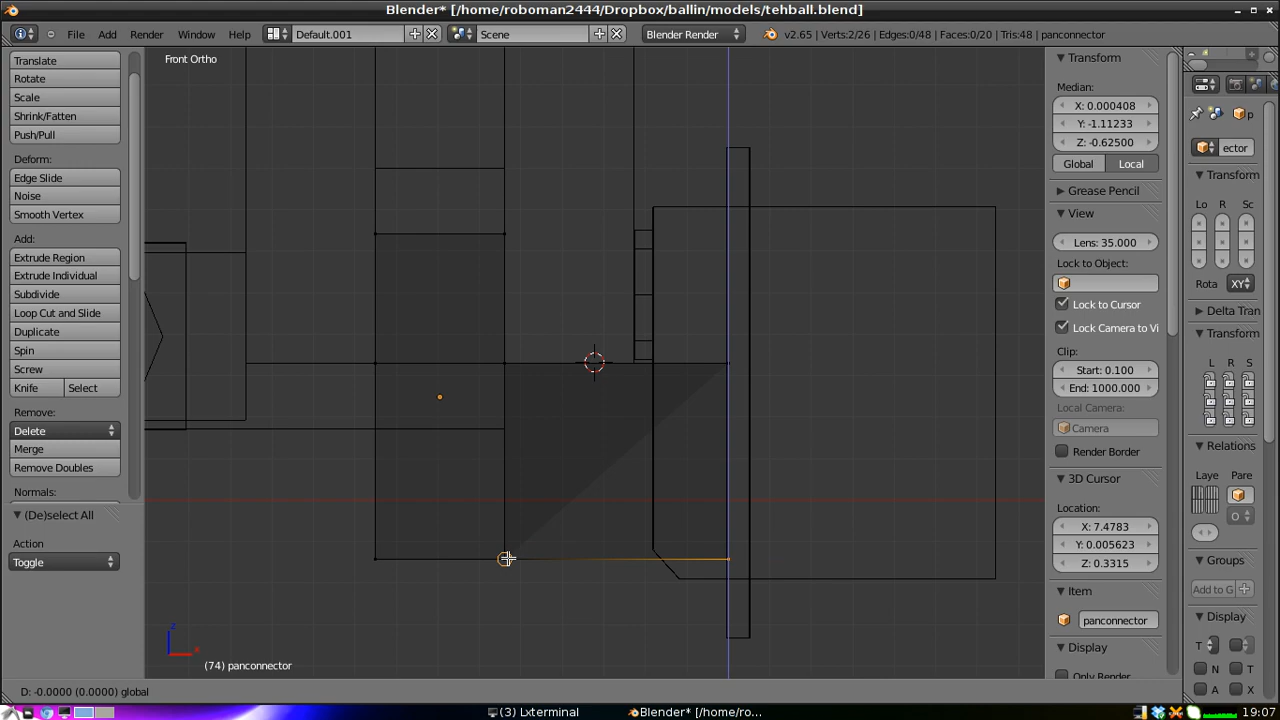 Blender* [/home/roboman2444/Dropbox/ballin/models/tehball.blend]
File Add Render Window Help Default.001 Scene Blender Render v2.65 | Verts:2/26 | Edges:0/48 | Faces:0/20 | Tris:48 | panconnector
Translate
Rotate
Scale
Shrink/Fatten
Push/Pull
Deform:
Edge Slide
Noise
Smooth Vertex
Add:
Extrude Region
Extrude Individual
Subdivide
Loop Cut and Slide
Duplicate
Spin
Screw
Knife Select
Remove:
Delete
Merge
Remove Doubles
Normals:
(De)select All
Action
Toggle
Front Ortho
z
x
(74) panconnector
D: -0.0000 (0.0000) global
Transform
Median:
X: 0.000408
Y: -1.11233
Z: -0.62500
Global Local
Grease Pencil
View
Lens: 35.000
Lock to Object:
Lock to Cursor
Lock Camera to Vi
Clip:
Start: 0.100
End: 1000.000
Local Camera:
Camera
Render Border
3D Cursor
Location:
X: 7.4783
Y: 0.005623
Z: 0.3315
Item
panconnector
Display
Only Render
p
ector
Transform
Lo R Sc
Rota XY
Delta Tran
Transform
L R S
Relations
Laye Pare
O
Groups
Add to G
Display
T
N T
A X
(3) Lxterminal Blender* [/home/ro... 19:07